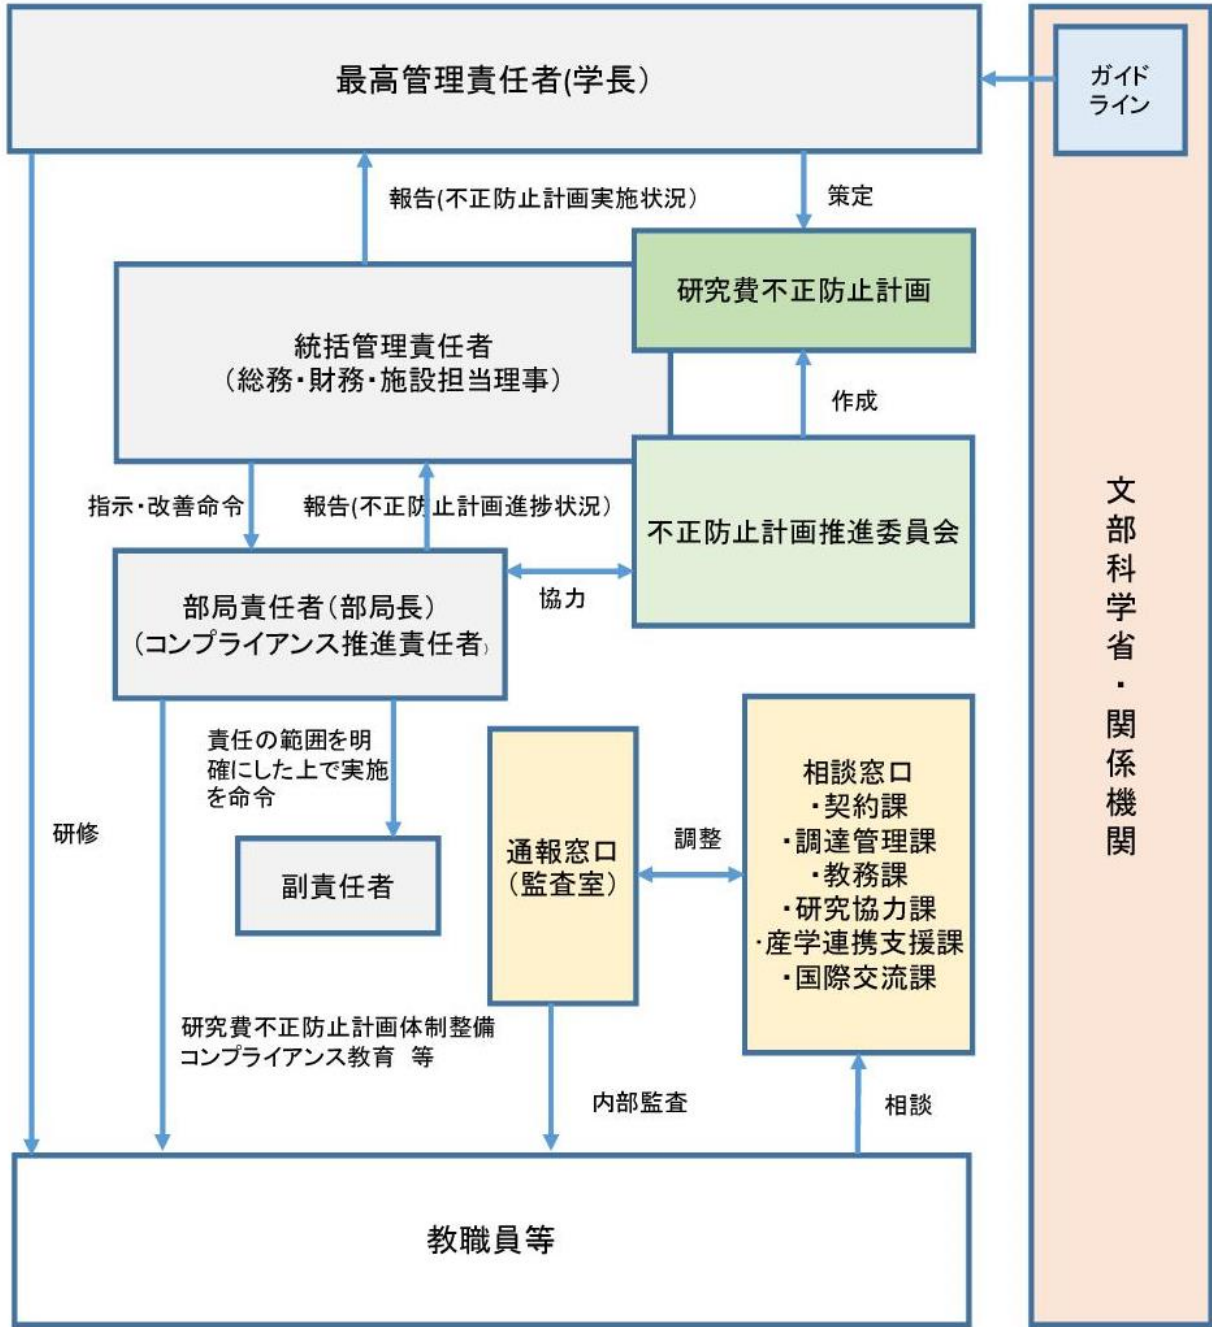 最高管理責任者(学長）
ガイド
ライン
報告(不正防止計画実施状況）
策定
研究費不正防止計画
統括管理責任者
（総務・財務・施設担当理事）
作成
指示・改善命令
報告(不正防止計画進捗状況）
不正防止計画推進委員会
文部科学省・関係機関
部局責任者（部局長）
（コンプライアンス推進責任者）
協力
責任の範囲を明
確にした上で実施
を命令
研修
副責任者
通報窓口
（監査室）
調整
相談窓口
・契約課
・調達管理課
・教務課
・研究協力課
・産学連携支援課
・国際交流課
研究費不正防止計画体制整備
コンプライアンス教育　等
内部監査
相談
教職員等